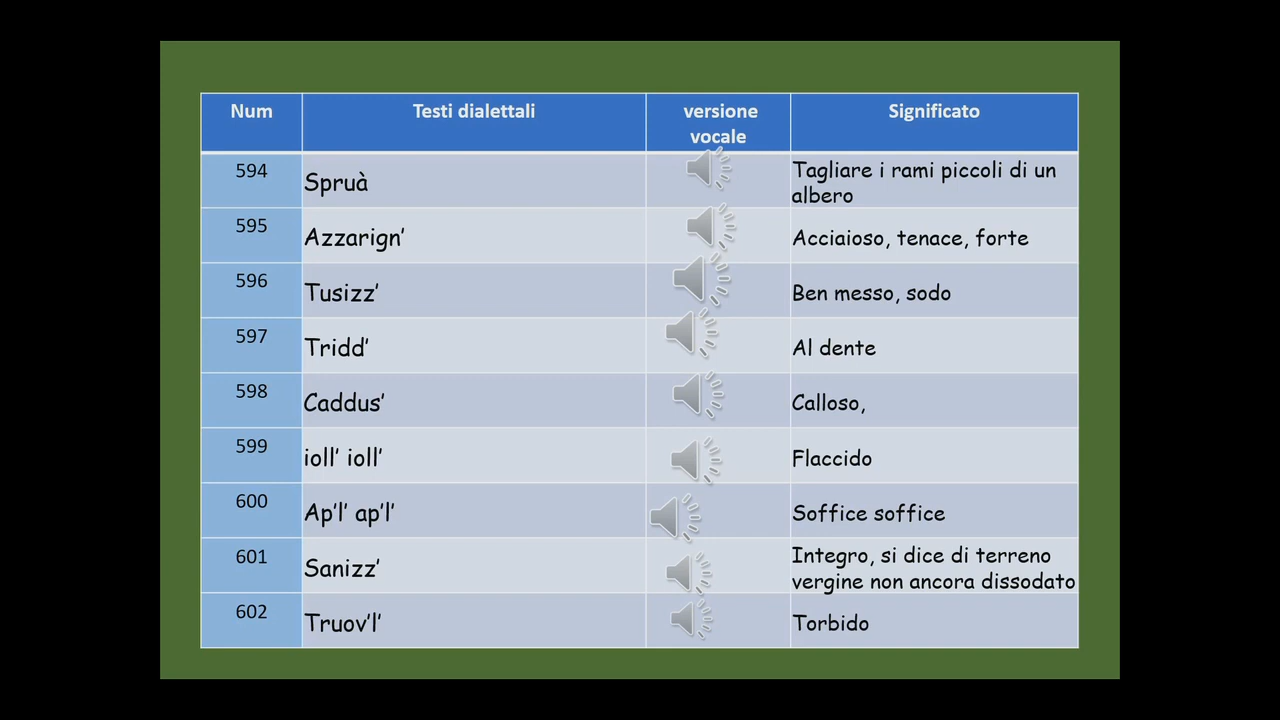 Num Testi dialettali versione vocale Significato
594 Spruà Tagliare i rami piccoli di un albero
595 Azzarign’ Acciaioso, tenace, forte
596 Tusizz’ Ben messo, sodo
597 Tridd’ Al dente
598 Caddus’ Calloso,
599 ioll’ ioll’ Flaccido
600 Ap’l’ ap’l’ Soffice soffice
601 Sanizz’ Integro, si dice di terreno vergine non ancora dissodato
602 Truov’l’ Torbido